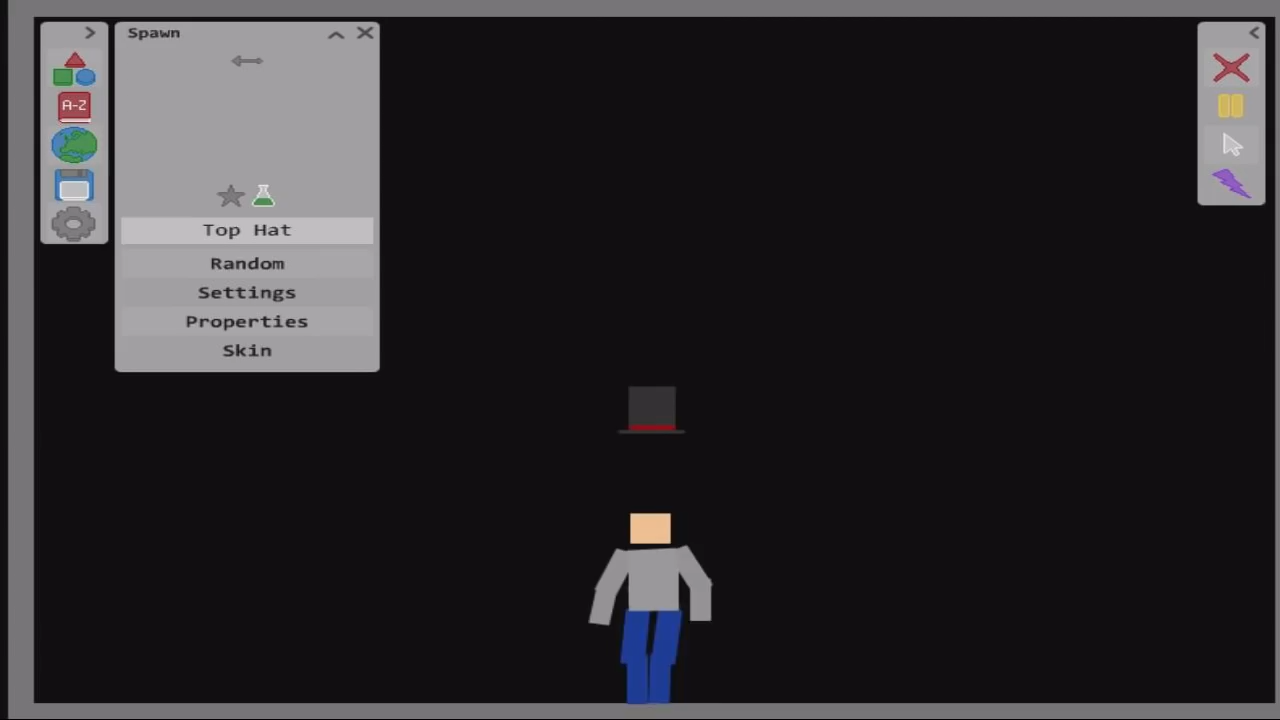 Spawn
A-Z
Top Hat
Random
Settings
Properties
Skin